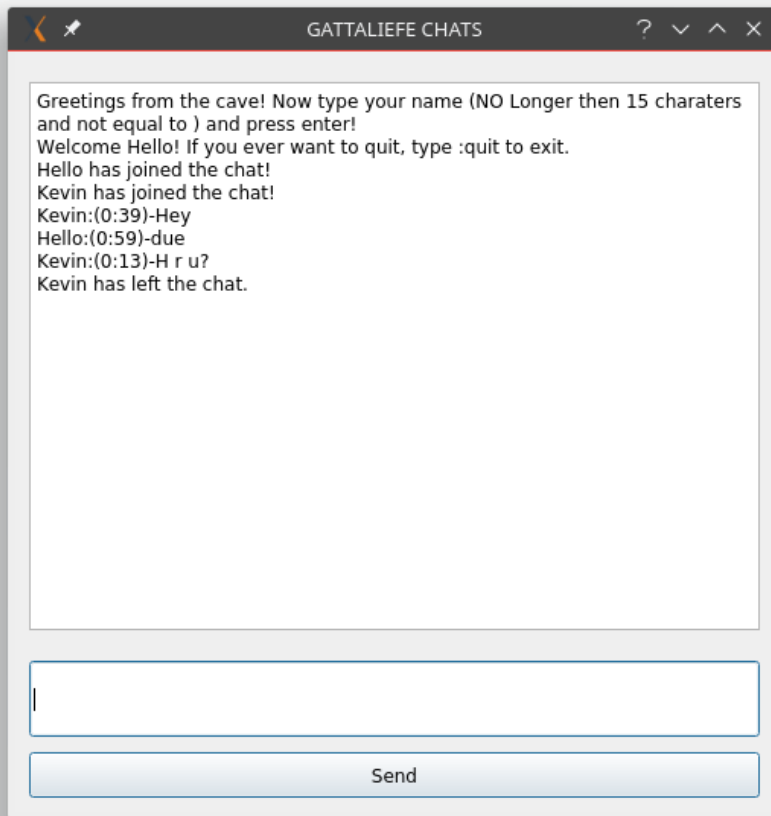 GATTALIEFE CHATS
Greetings from the cave! Now type your name (NO Longer then 15 charaters
and not equal to ) and press enter!
Welcome Hello! If you ever want to quit, type :quit to exit.
Hello has joined the chat!
Kevin has joined the chat!
Kevin:(0:39)-Hey
Hello:(0:59)-due
Kevin:(0:13)-H r u?
Kevin has left the chat.
Send